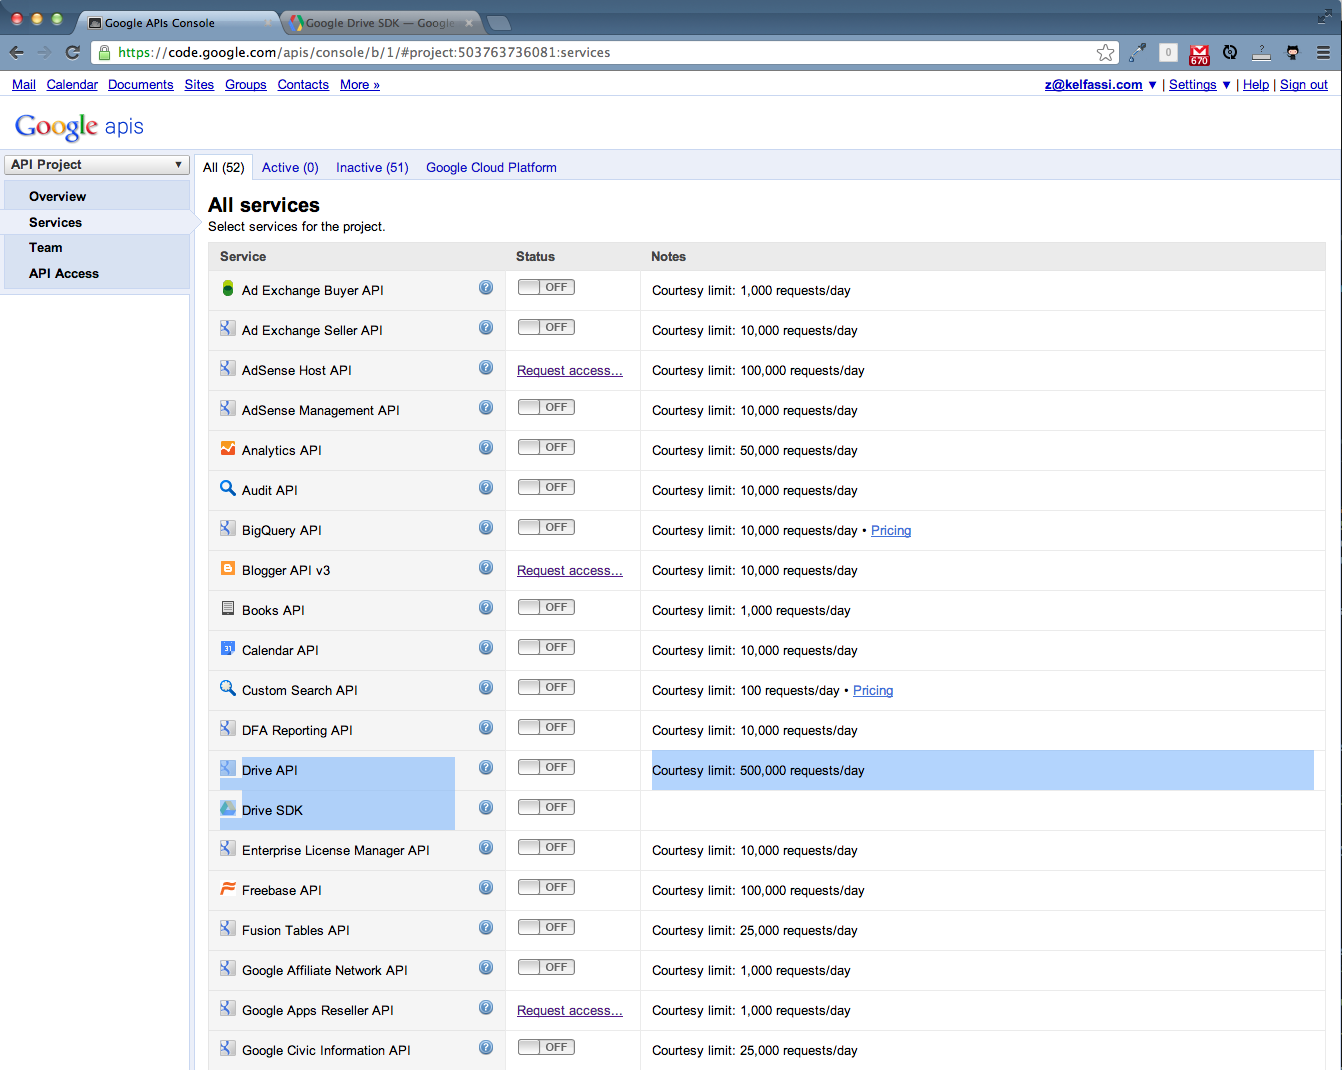 Google APIs Console
Google Drive SDK — Google
https://code.google.com/apis/console/b/1/#project:503763736081:services
0
670
?
Mail Calendar Documents Sites Groups Contacts More »
z@kelfassi.com ▼ | Settings ▼ | Help | Sign out
Google apis
API Project ▼
Overview
Services
Team
API Access
All (52) Active (0) Inactive (51) Google Cloud Platform
All services
Select services for the project.
Service Status Notes
Ad Exchange Buyer API ? OFF Courtesy limit: 1,000 requests/day
Ad Exchange Seller API ? OFF Courtesy limit: 10,000 requests/day
AdSense Host API ? Request access... Courtesy limit: 100,000 requests/day
AdSense Management API ? OFF Courtesy limit: 10,000 requests/day
Analytics API ? OFF Courtesy limit: 50,000 requests/day
Audit API ? OFF Courtesy limit: 10,000 requests/day
BigQuery API ? OFF Courtesy limit: 10,000 requests/day • Pricing
Blogger API v3 ? Request access... Courtesy limit: 10,000 requests/day
Books API ? OFF Courtesy limit: 1,000 requests/day
31 Calendar API ? OFF Courtesy limit: 10,000 requests/day
Custom Search API ? OFF Courtesy limit: 100 requests/day • Pricing
DFA Reporting API ? OFF Courtesy limit: 10,000 requests/day
Drive API ? OFF Courtesy limit: 500,000 requests/day
Drive SDK ? OFF
Enterprise License Manager API ? OFF Courtesy limit: 10,000 requests/day
Freebase API ? OFF Courtesy limit: 100,000 requests/day
Fusion Tables API ? OFF Courtesy limit: 25,000 requests/day
Google Affiliate Network API ? OFF Courtesy limit: 1,000 requests/day
Google Apps Reseller API ? Request access... Courtesy limit: 1,000 requests/day
Google Civic Information API ? OFF Courtesy limit: 25,000 requests/day